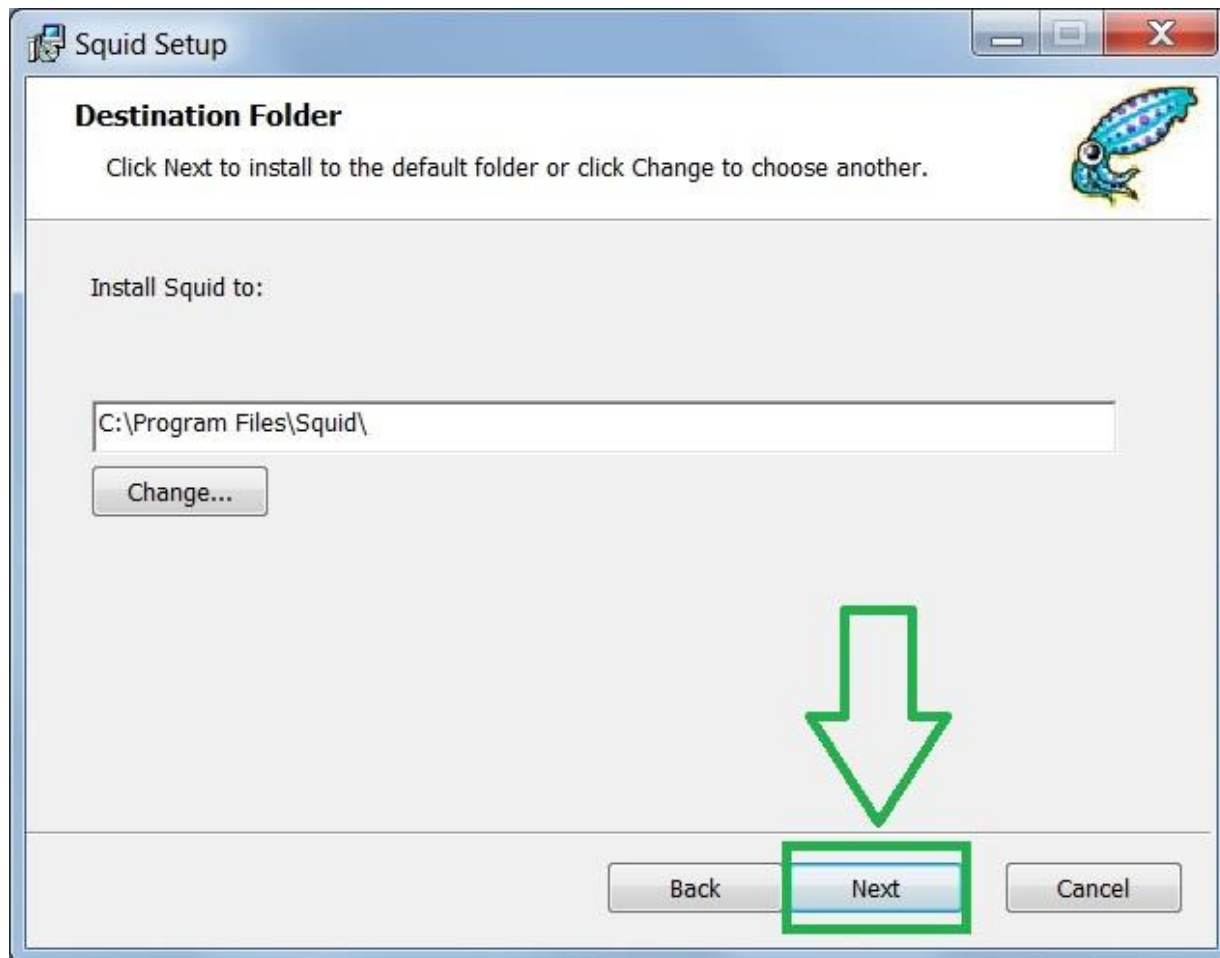 Squid Setup
Destination Folder
Click Next to install to the default folder or click Change to choose another.
Install Squid to:
C:\Program Files\Squid\
Change...
Back Next Cancel